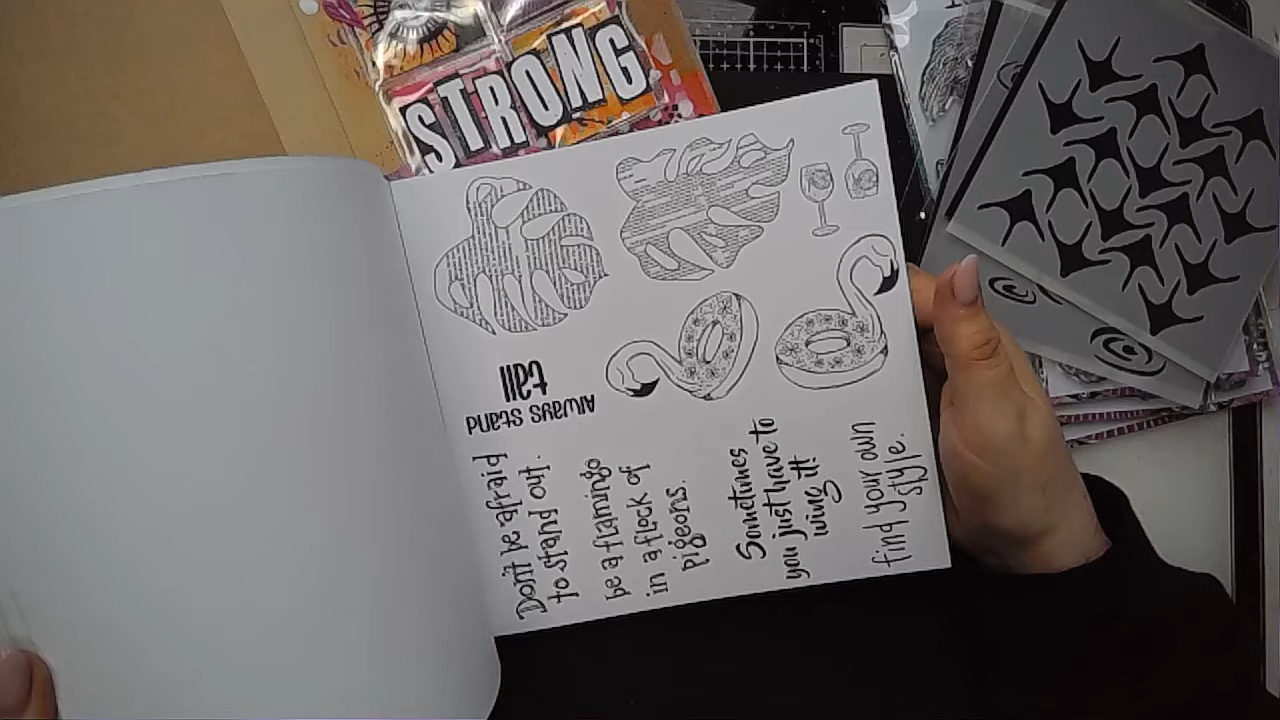 STRONG
Always stand
tall
Don't be afraid
to stand out.
be a flamingo
in a flock of
pigeons.
Sometimes
you just have to
wing it!
find your own
style.